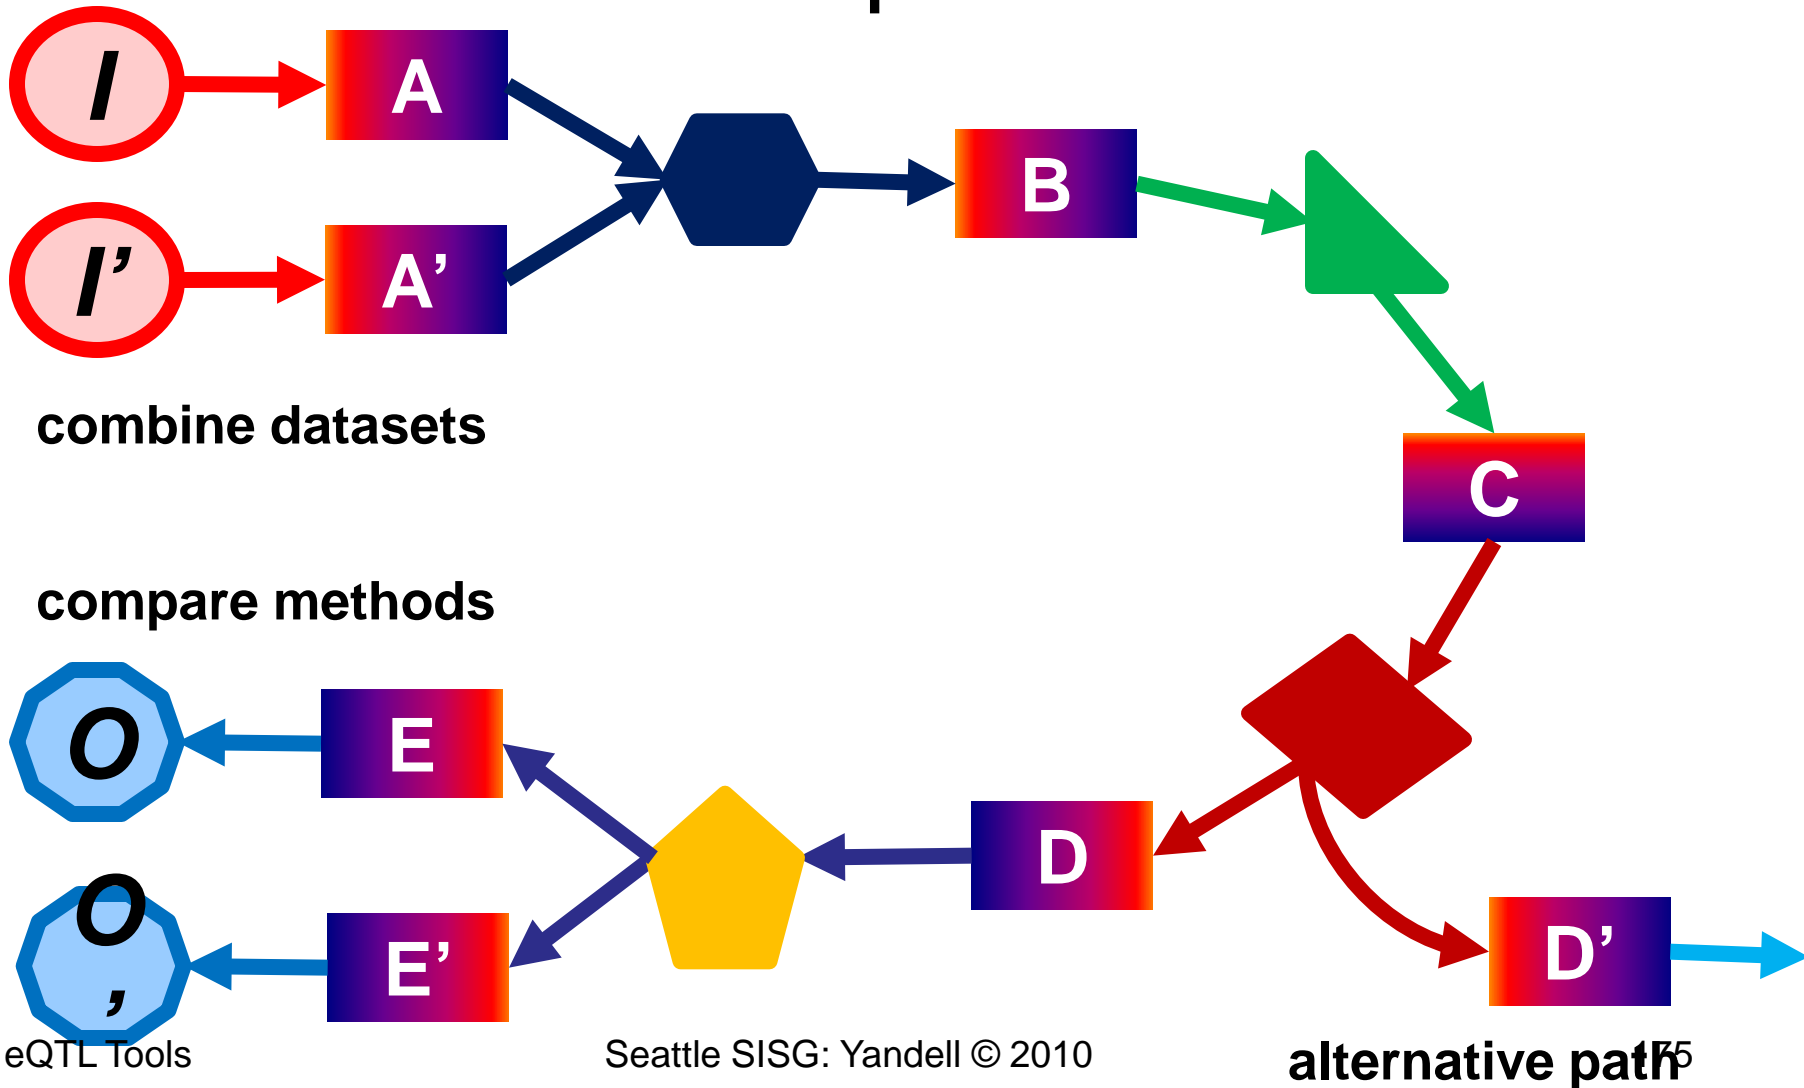 I
A
B
I’
A’
combine datasets
C
compare methods
O
E
D
O
’
E’
D’
eQTL Tools
Seattle SISG: Yandell © 2010
alternative path